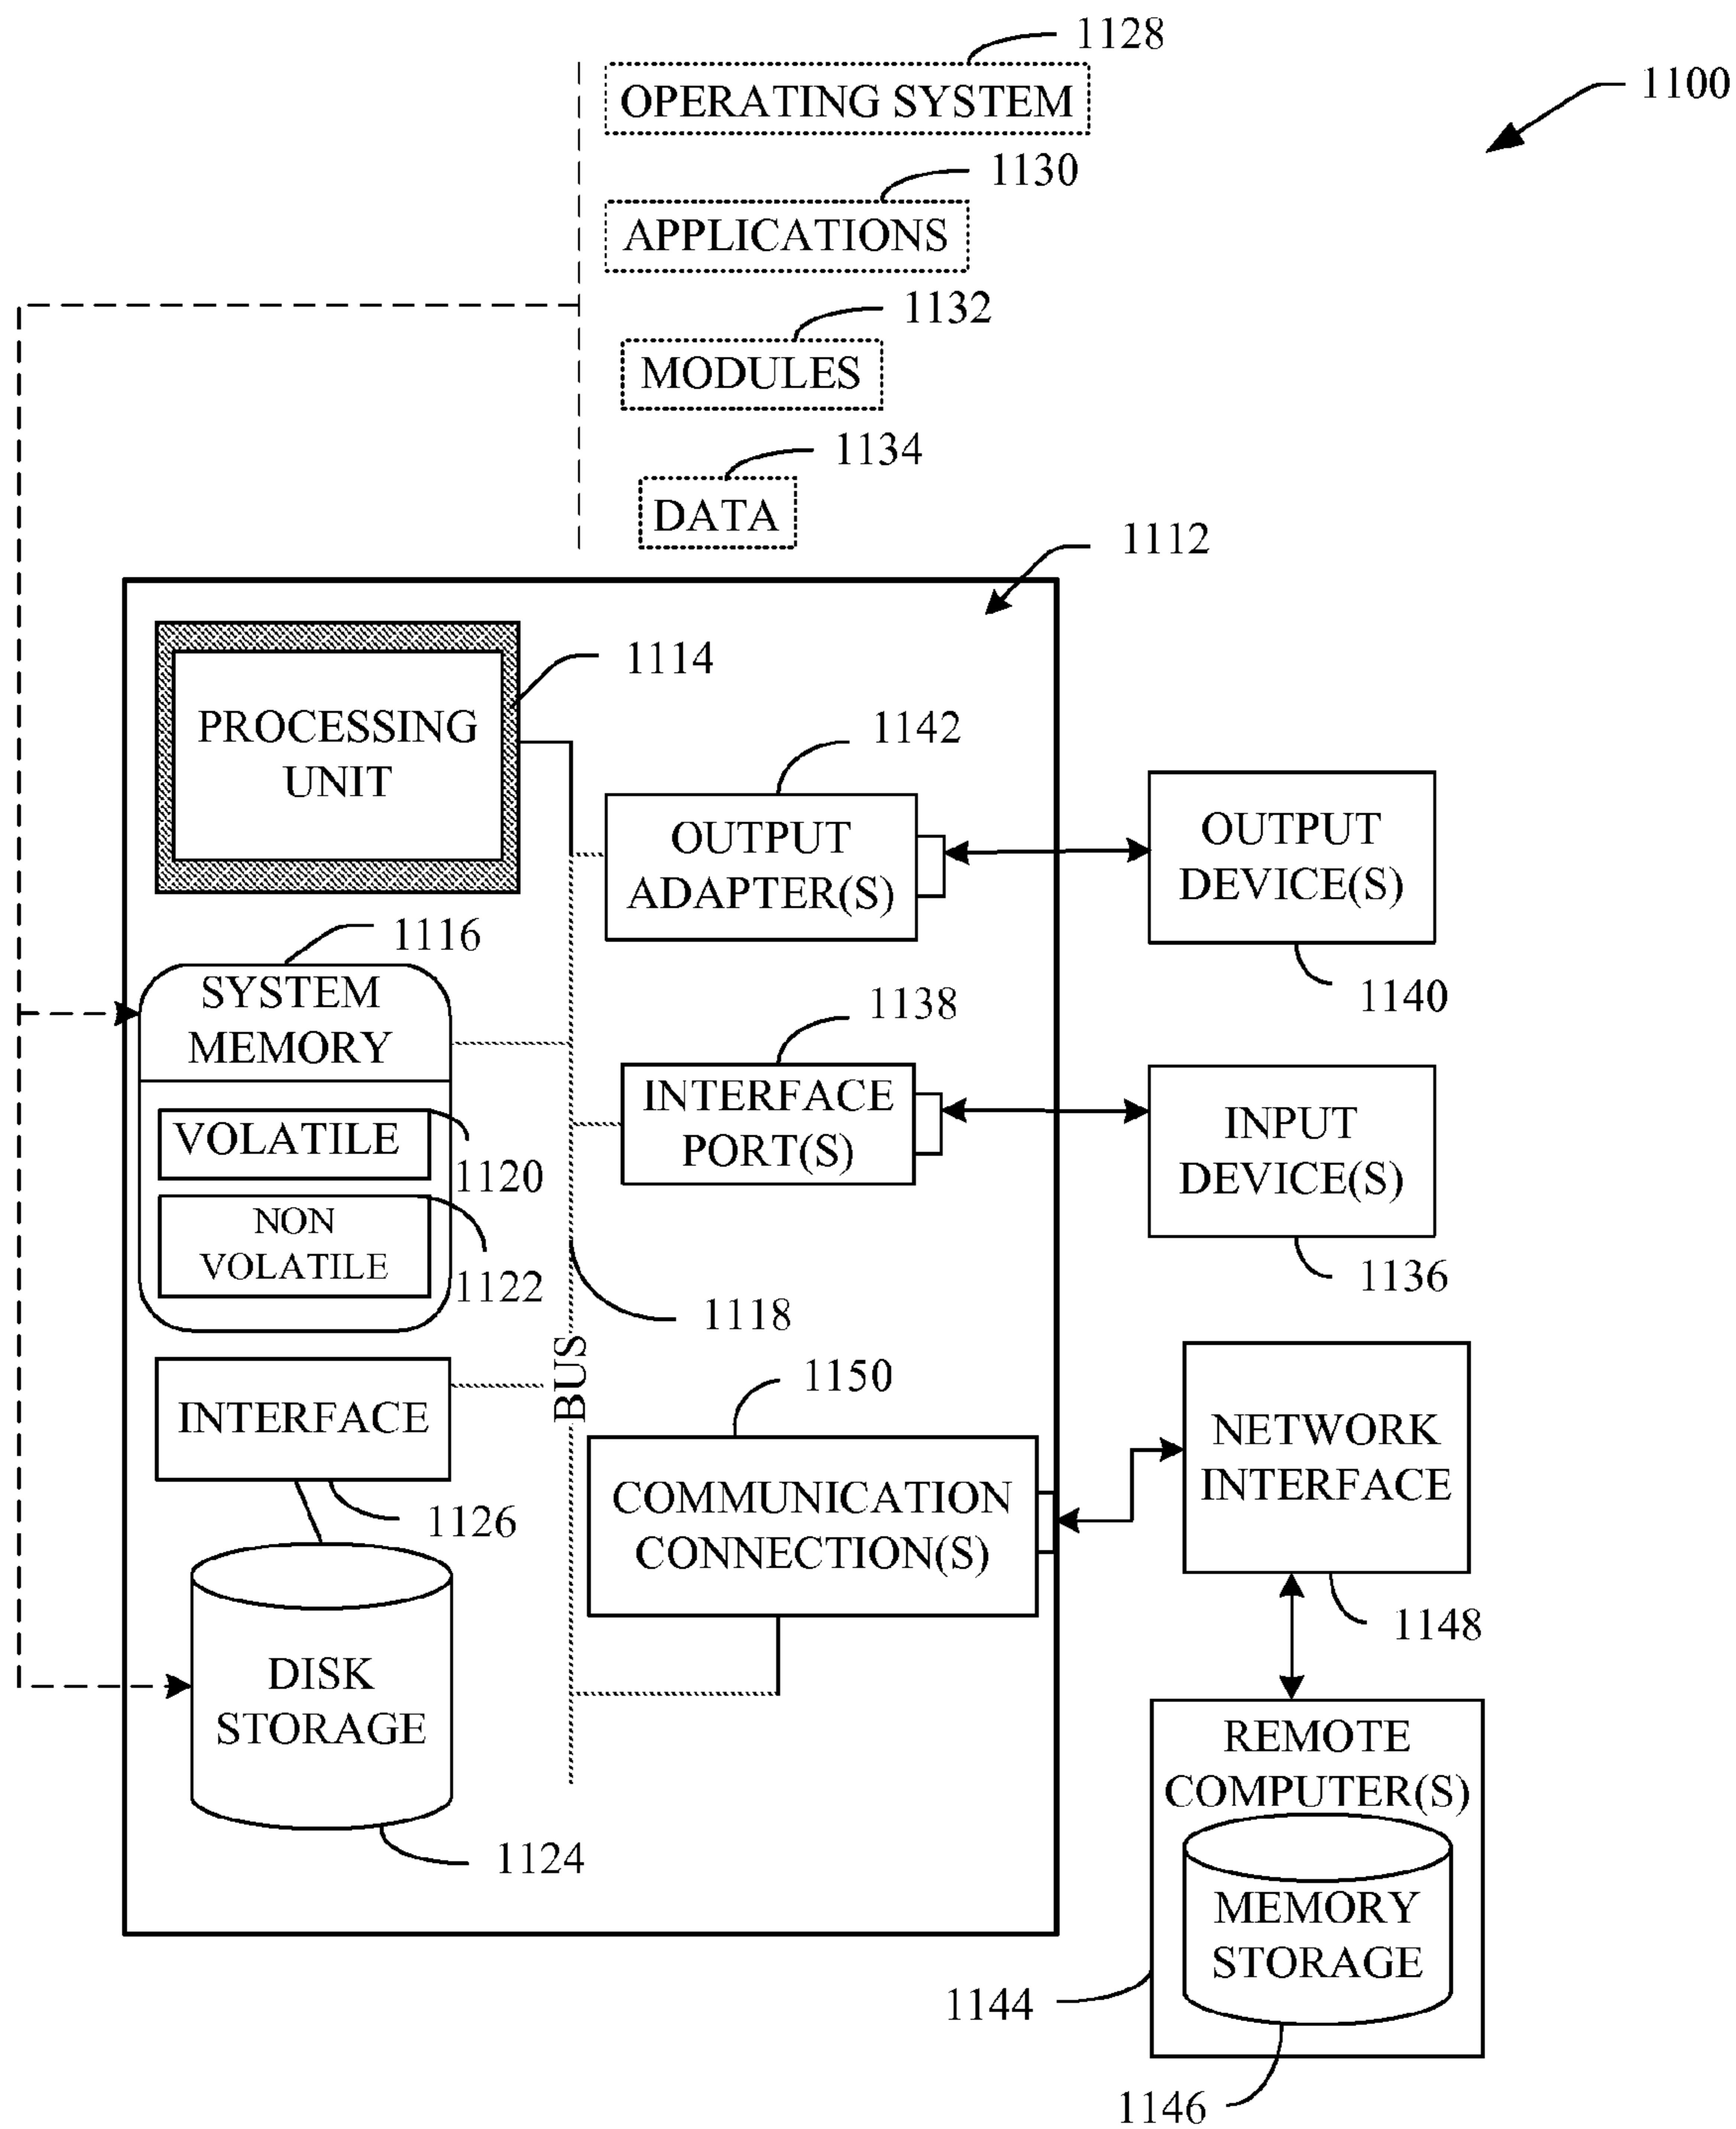 1128
OPERATING SYSTEM
1100
1130
APPLICATIONS
1132
MODULES
1134
DATA
1112
1114
PROCESSING
UNIT
1142
OUTPUT
ADAPTER(S)
OUTPUT
DEVICE(S)
1140
1116
SYSTEM
MEMORY
1138
INTERFACE
PORT(S)
INPUT
DEVICE(S)
1136
VOLATILE
1120
NON
VOLATILE
1122
1118
BUS
INTERFACE
1126
1150
COMMUNICATION
CONNECTION(S)
NETWORK
INTERFACE
1148
DISK
STORAGE
1124
REMOTE
COMPUTER(S)
MEMORY
STORAGE
1144
1146